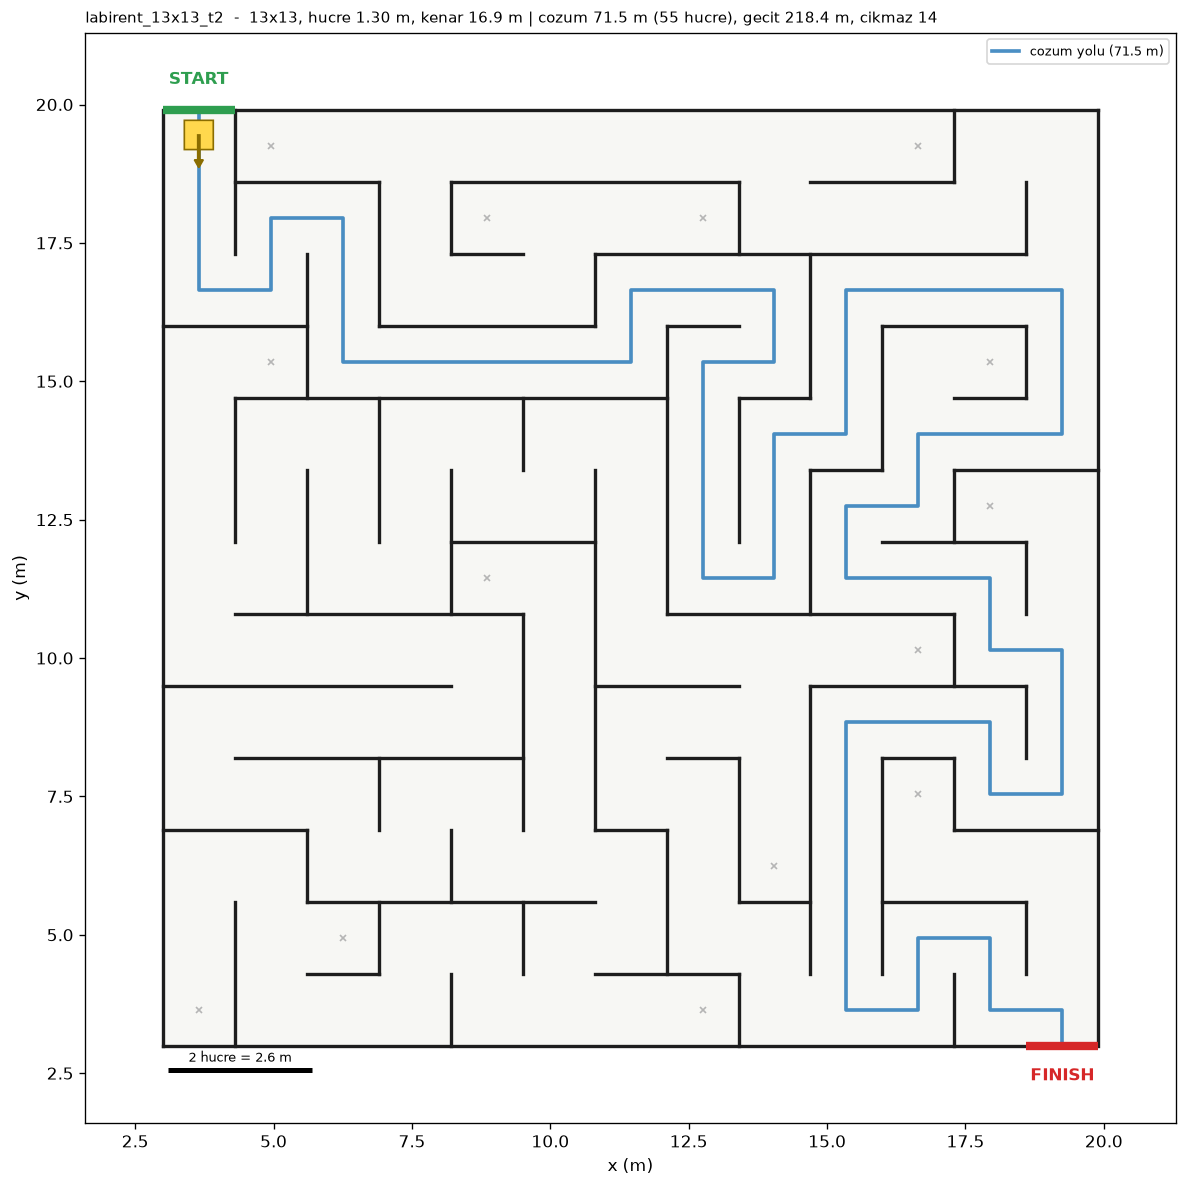 labirent_13x13_t2  -  13x13, hucre 1.30 m, kenar 16.9 m | cozum 71.5 m (55 hucre), gecit 218.4 m, cikmaz 14
cozum yolu (71.5 m)
START
20.0
17.5
15.0
12.5
10.0
7.5
5.0
2.5
y (m)
2 hucre = 2.6 m
FINISH
2.5
5.0
7.5
10.0
12.5
15.0
17.5
20.0
x (m)